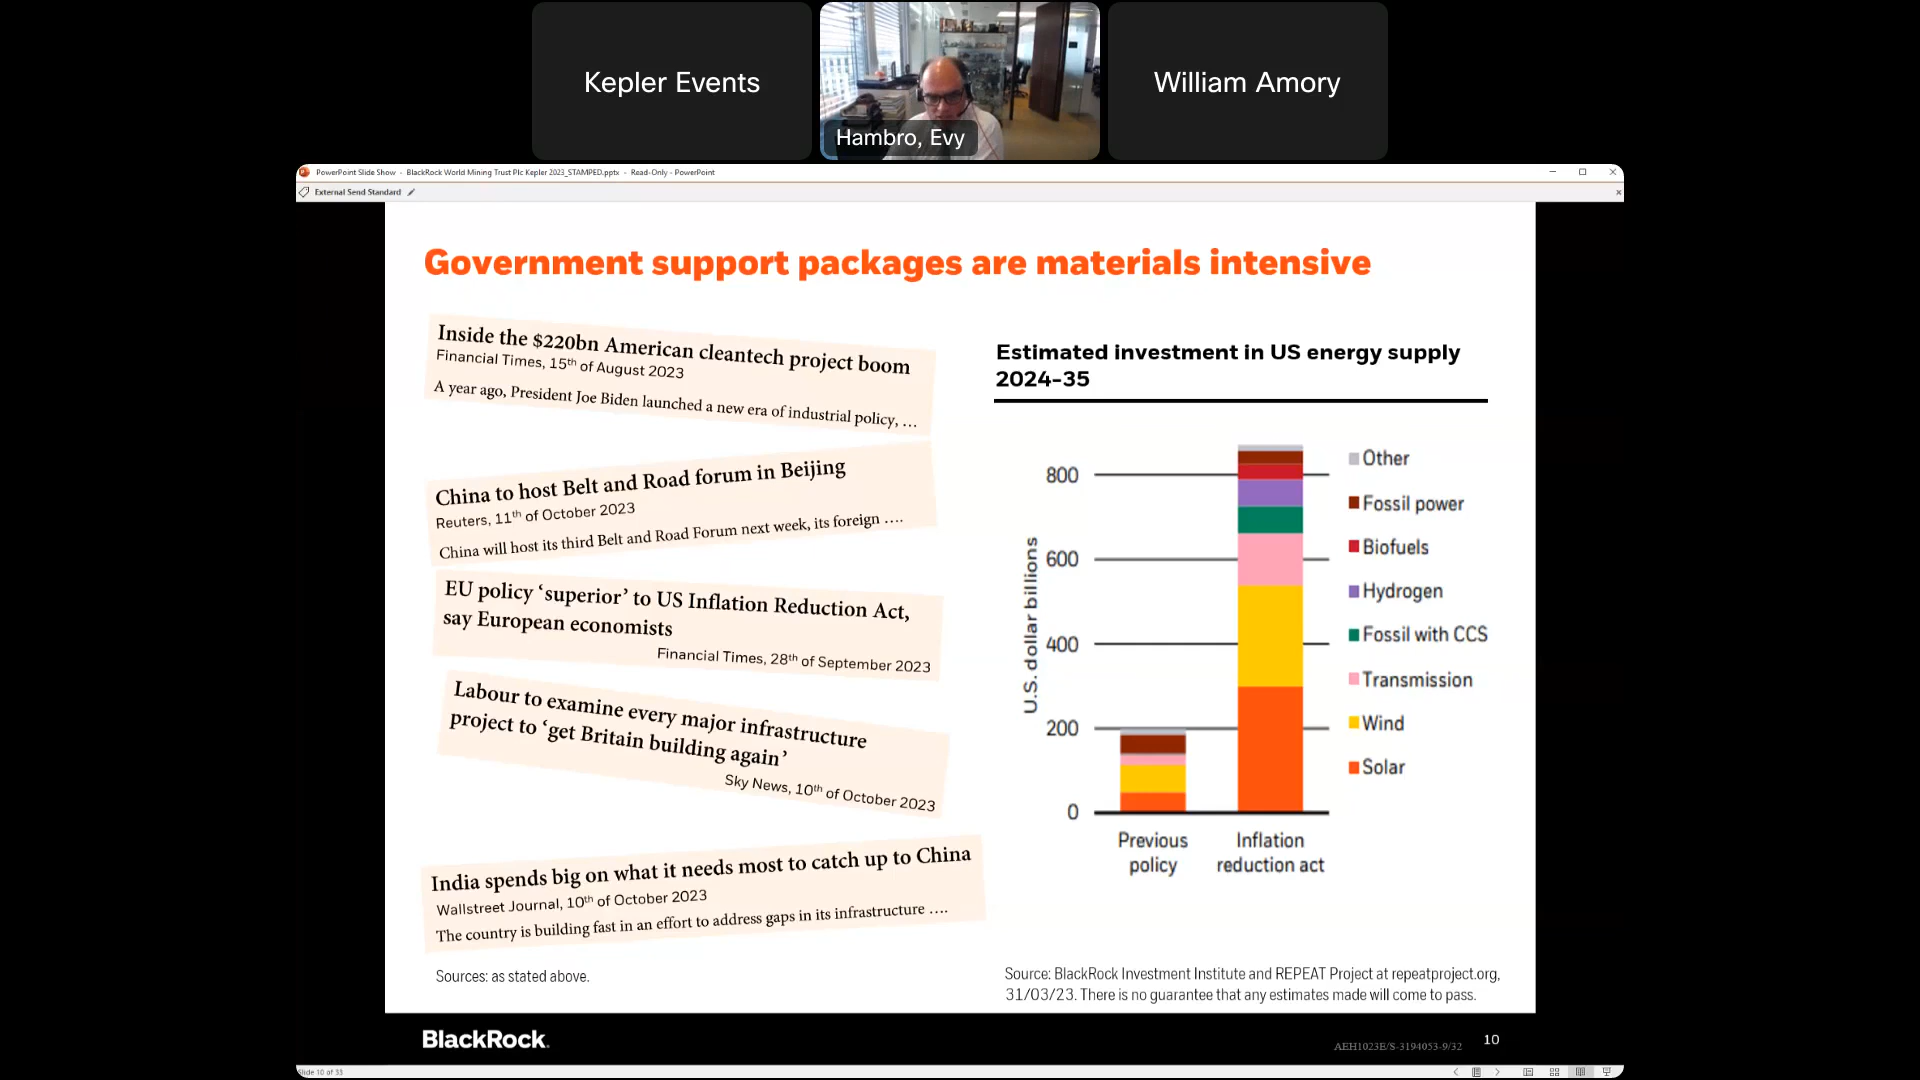 Kepler Events
Hambro, Evy
William Amory
PowerPoint Slide Show - BlackRock World Mining Trust Plc Kepler 2023_STAMPED.pptx - Read-Only - PowerPoint
External Send Standard
Government support packages are materials intensive
Inside the $220bn American cleantech project boom
Financial Times, 15th of August 2023
A year ago, President Joe Biden launched a new era of industrial policy, …
China to host Belt and Road forum in Beijing
Reuters, 11th of October 2023
China will host its third Belt and Road Forum next week, its foreign ….
EU policy ‘superior’ to US Inflation Reduction Act,
say European economists
Financial Times, 28th of September 2023
Labour to examine every major infrastructure
project to ‘get Britain building again’
Sky News, 10th of October 2023
India spends big on what it needs most to catch up to China
Wallstreet Journal, 10th of October 2023
The country is building fast in an effort to address gaps in its infrastructure ….
Sources: as stated above.
Estimated investment in US energy supply
2024-35
U.S. dollar billions
800
600
400
200
0
Previous
policy
Inflation
reduction act
Other
Fossil power
Biofuels
Hydrogen
Fossil with CCS
Transmission
Wind
Solar
Source: BlackRock Investment Institute and REPEAT Project at repeatproject.org,
31/03/23. There is no guarantee that any estimates made will come to pass.
BlackRock.
AEH1023E/S-3194053-9/32
10
Slide 10 of 33